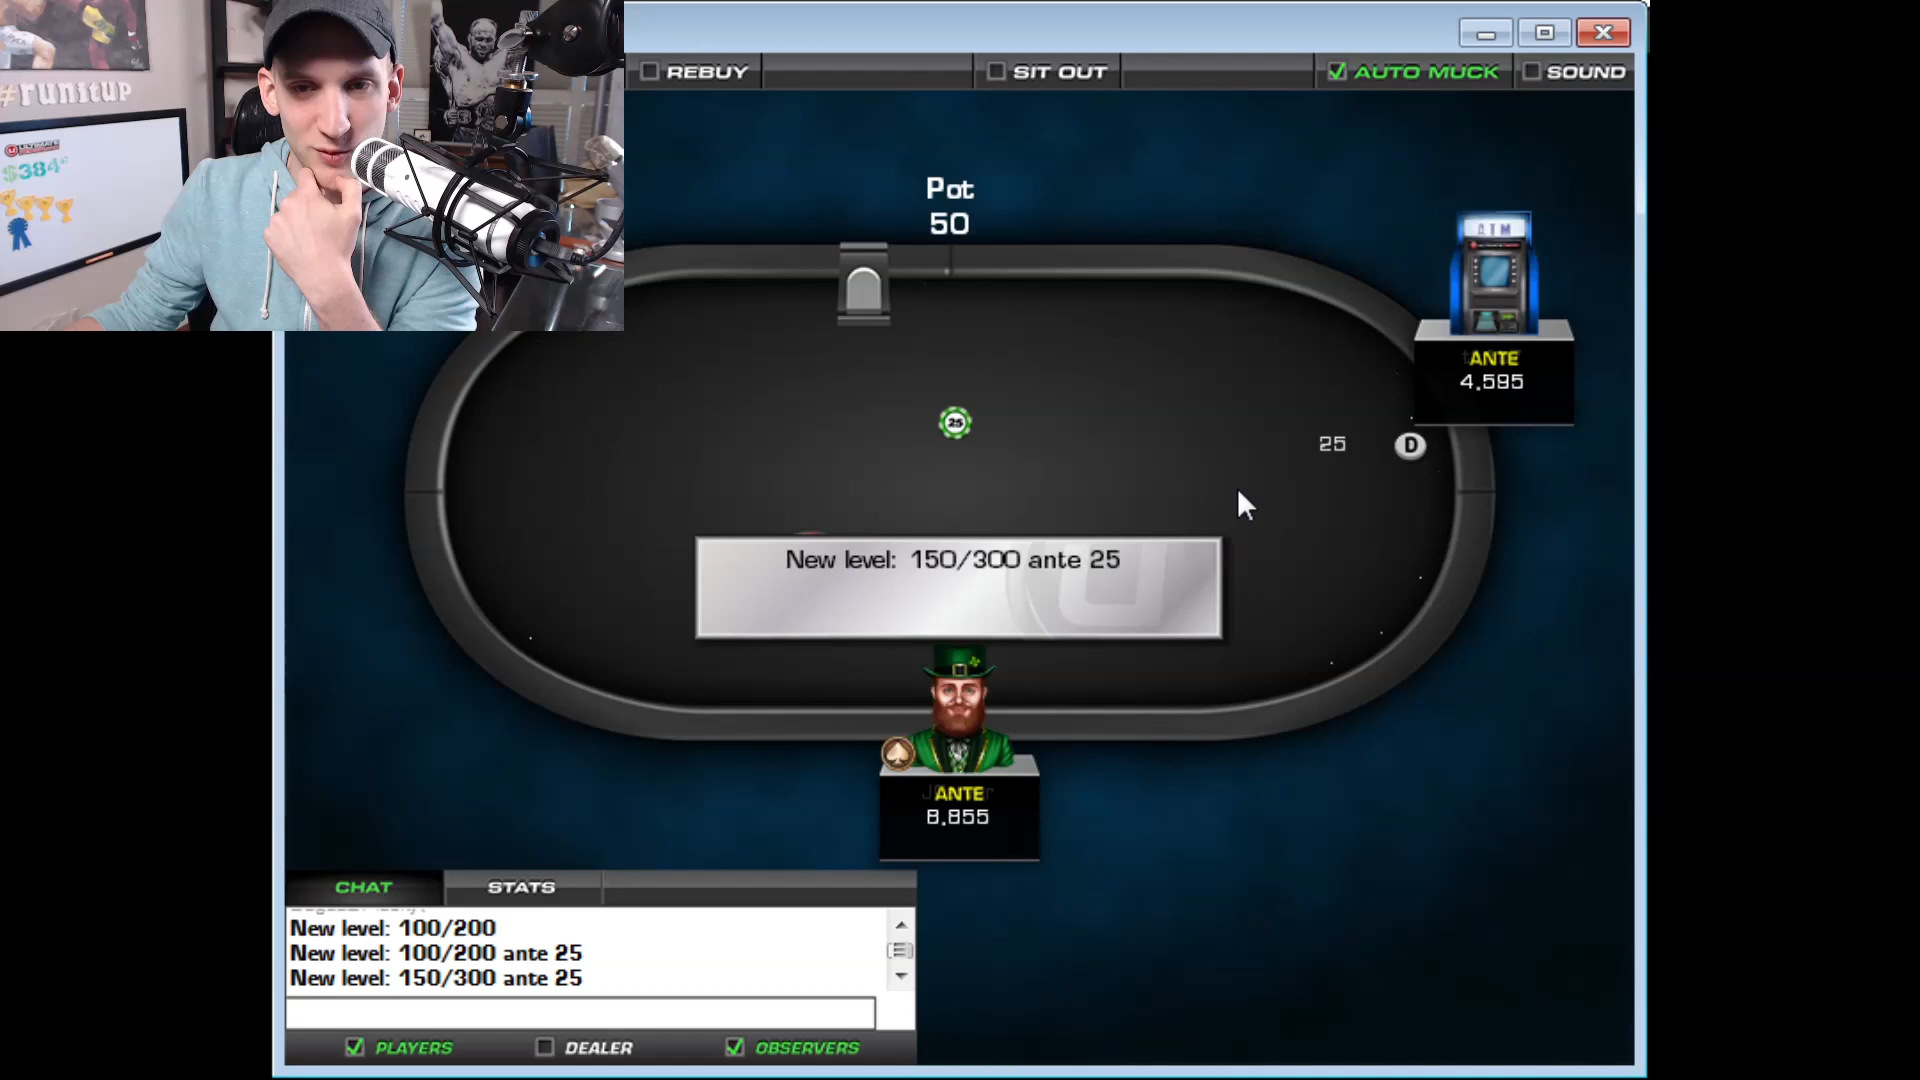 #runitup
ULTIMATE
$384
REBUY
SIT OUT
AUTO MUCK
SOUND
Pot
50
ATM
ANTE
4,595
25
25
D
New level: 150/300 ante 25
ANTE
8,855
CHAT
STATS
New level: 100/200
New level: 100/200 ante 25
New level: 150/300 ante 25
PLAYERS
DEALER
OBSERVERS